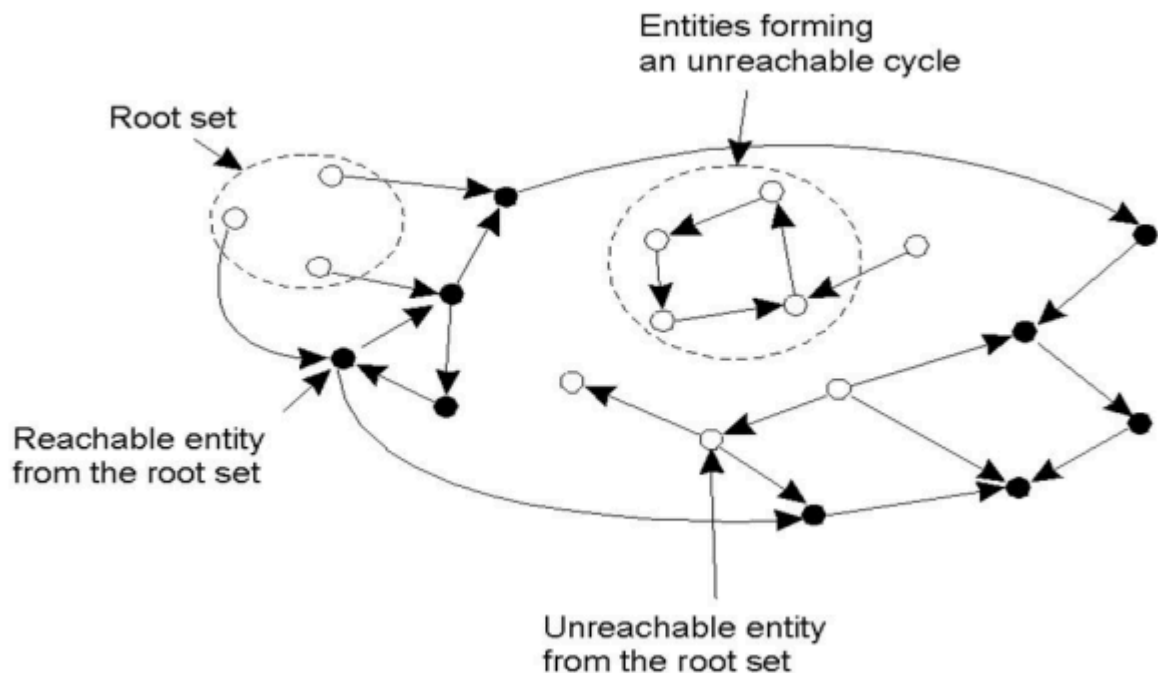 Entities forming
an unreachable cycle
Root set
Reachable entity
from the root set
Unreachable entity
from the root set